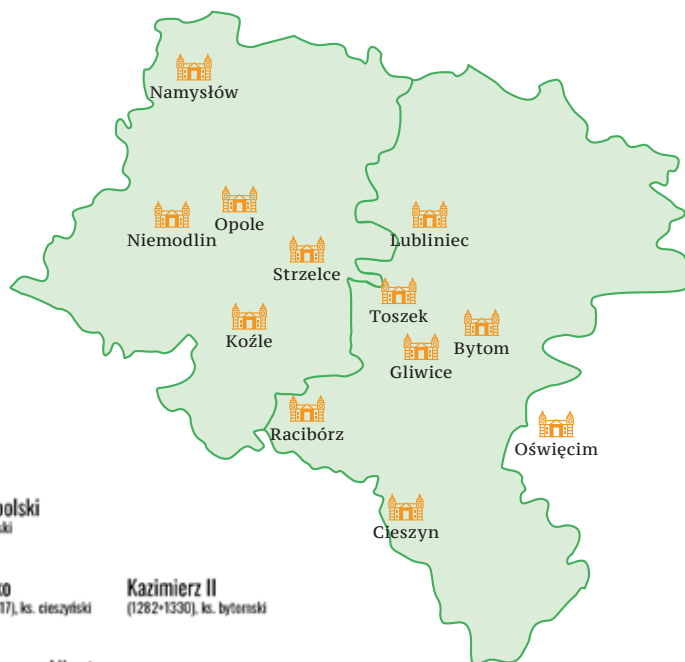 Namysłów
Opole
Niemodlin
Lubliniec
Strzelce
Toszek
Koźle
Bytom
Gliwice
Racibórz
Oświęcim
Cieszyn
Kazimierz II
(1282+1330), ks. bytomski
17), ks. cieszyński